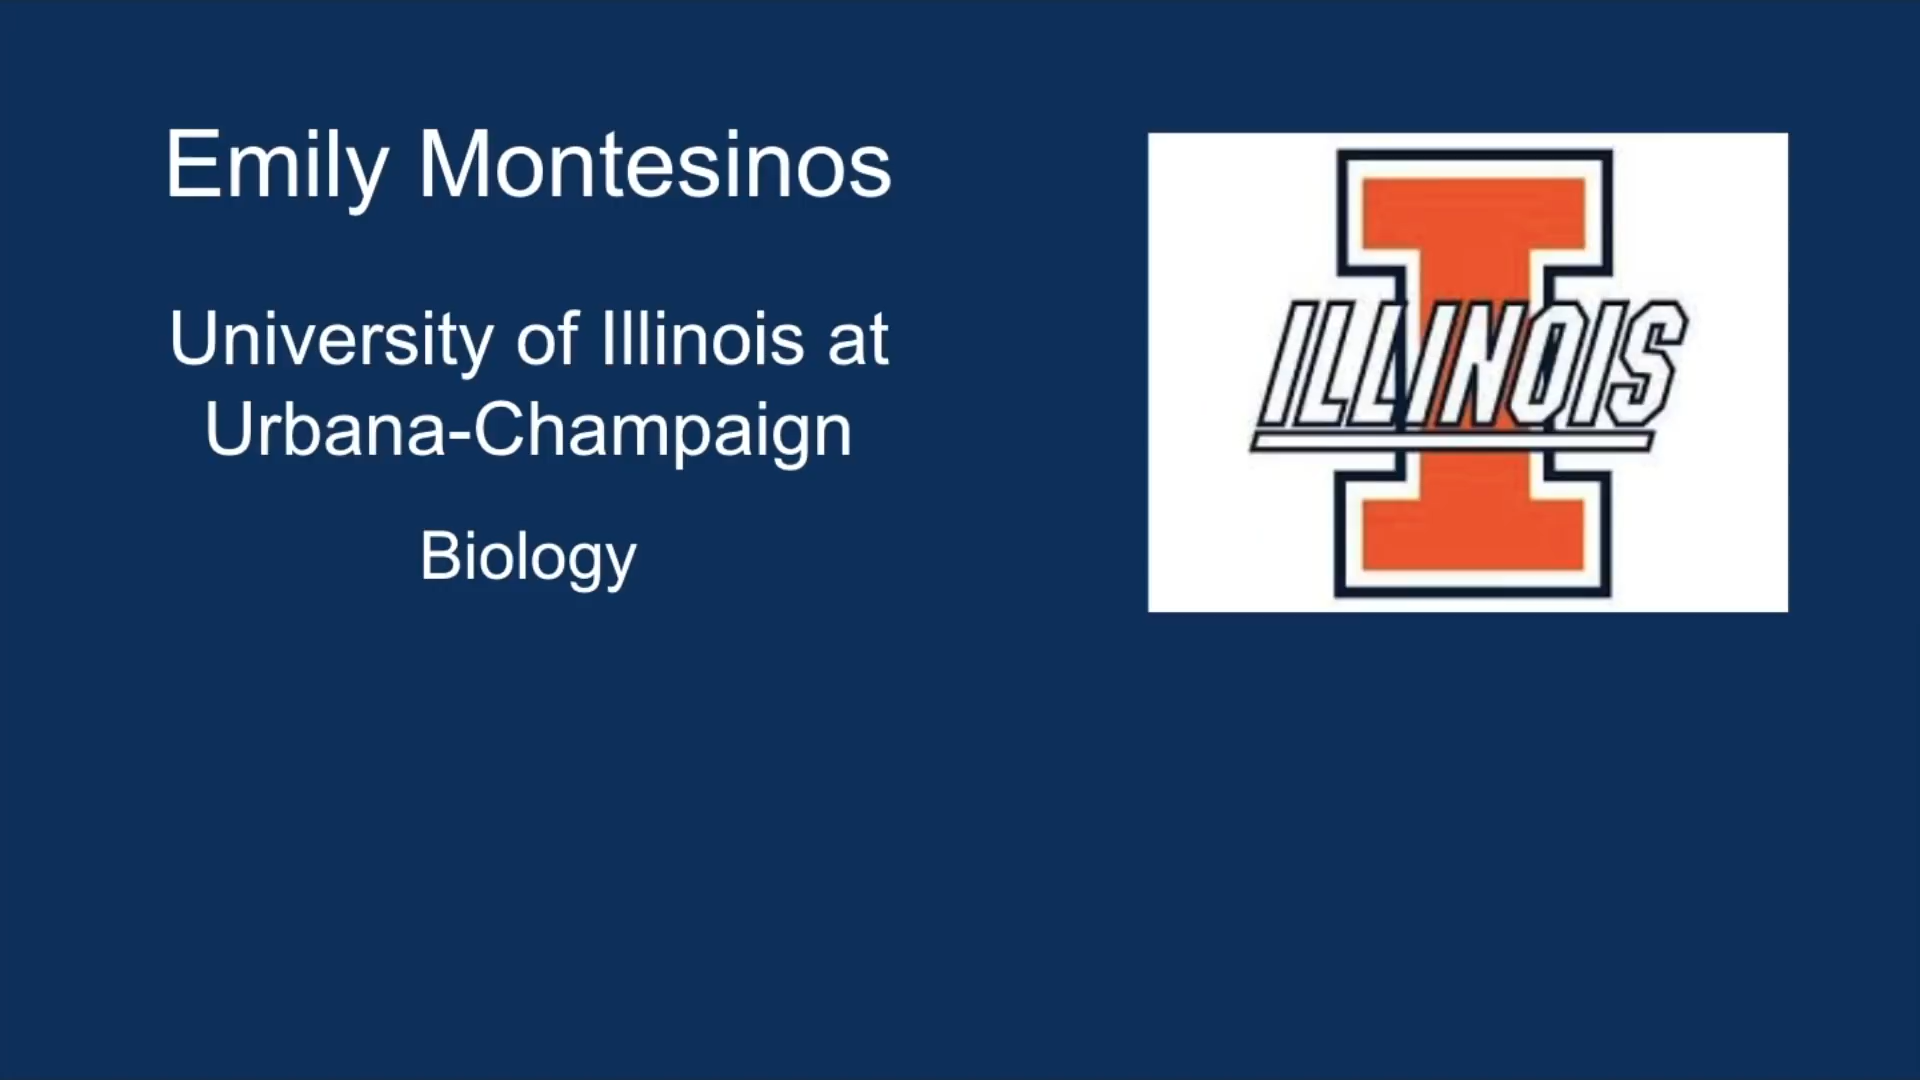 Emily Montesinos
University of Illinois at
Urbana-Champaign
Biology
ILLINOIS